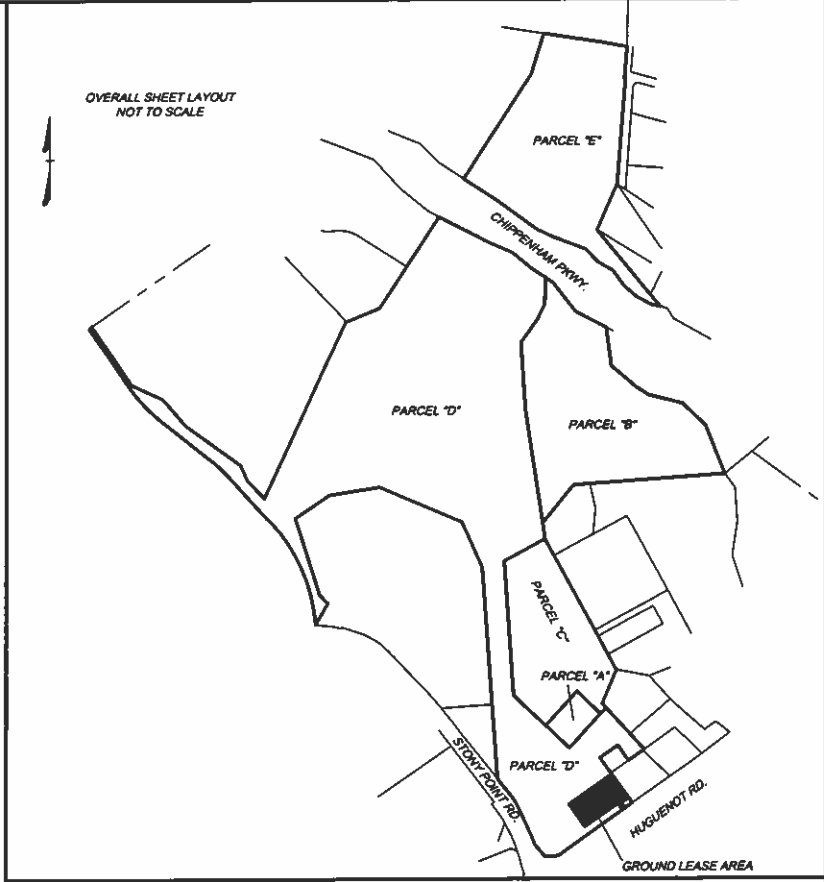 OVERALL SHEET LAYOUT
NOT TO SCALE
PARCEL "E"
CHIPPENHAM PKWY.
PARCEL "D"
PARCEL "B"
PARCEL "C"
PARCEL "A"
PARCEL "D"
STONY POINT RD.
HUGUENOT RD.
GROUND LEASE AREA